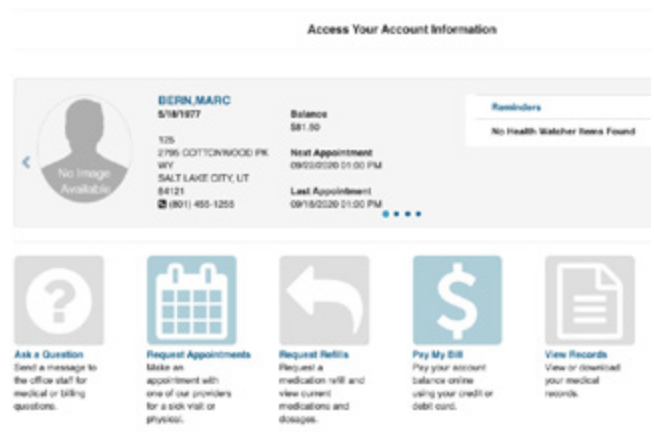 Access Your Account Information
BERN,MARC
5/18/1977
125
2795 COTTONWOOD PK
WY
SALT LAKE CITY, UT
84121
(801) 455-1255
Balance
$81.50
Next Appointment
09/22/2020 01:00 PM
Last Appointment
09/18/2020 01:00 PM
Reminders
No Health Watcher Items Found
No Image
Available
Ask a Question
Send a message to
the office staff for
medical or billing
questions.
Request Appointments
Make an
appointment with
one of our providers
for a sick visit or
physical.
Request Refills
Request a
medication refill and
view current
medications and
dosages.
Pay My Bill
Pay your account
balance online
using your credit or
debit card.
View Records
View or download
your medical
records.